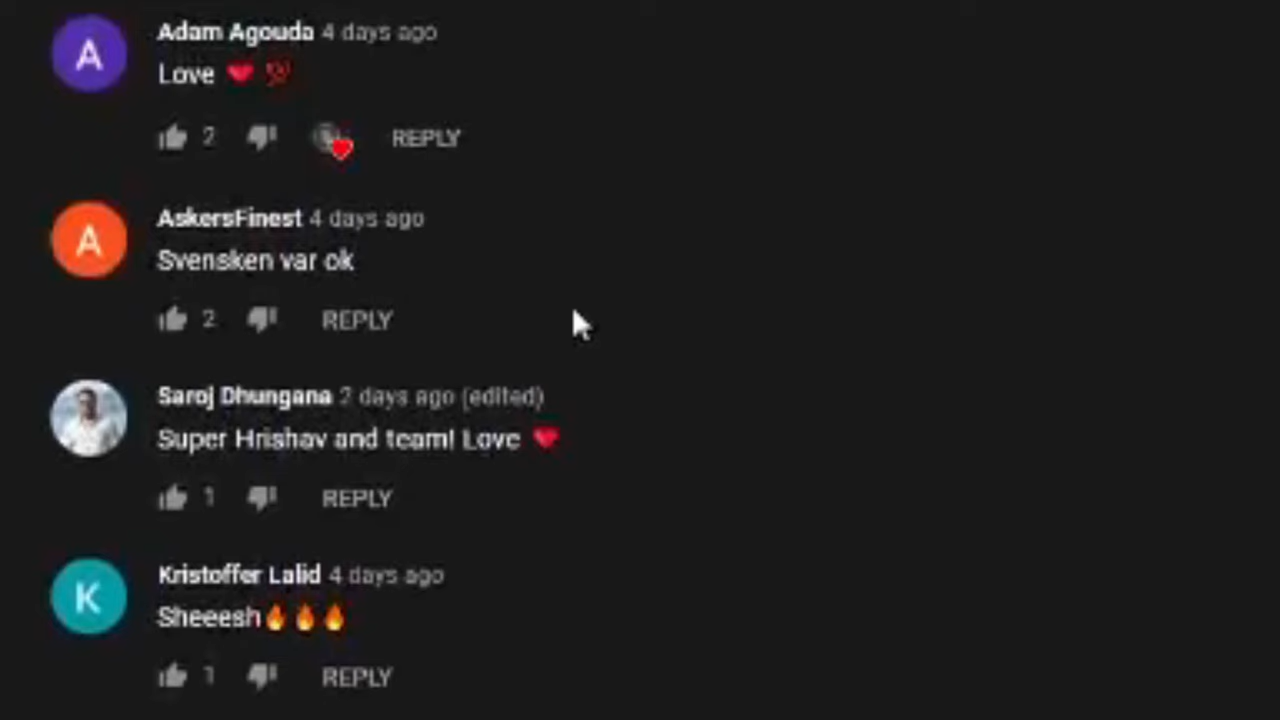 A
Adam Agouda 4 days ago
Love ❤️ 💯
2 REPLY
A
AskersFinest 4 days ago
Svensken var ok
2 REPLY
Saroj Dhungana 2 days ago (edited)
Super Hrishav and team! Love ❤️
1 REPLY
K
Kristoffer Lalid 4 days ago
Sheeesh🔥🔥🔥
1 REPLY